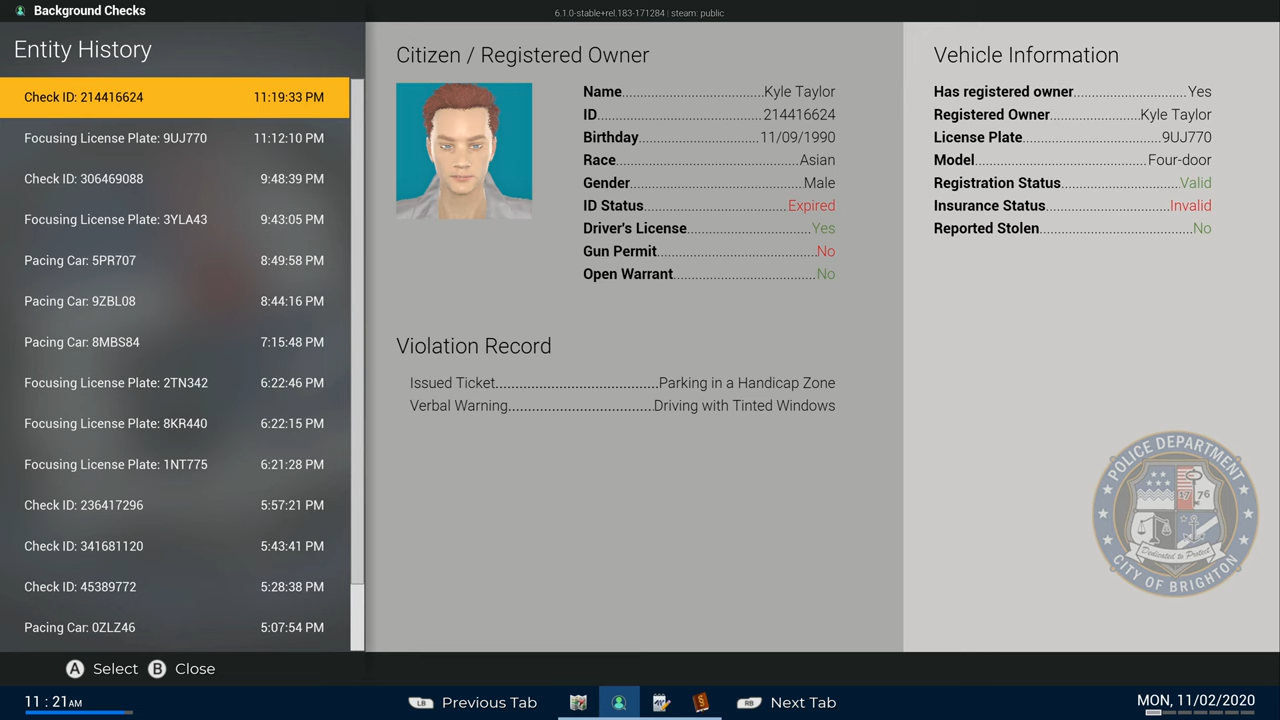 Background Checks
6.1.0-stable+rel.183-171284 | steam: public
Entity History
Check ID: 214416624 11:19:33 PM
Focusing License Plate: 9UJ770 11:12:10 PM
Check ID: 306469088 9:48:39 PM
Focusing License Plate: 3YLA43 9:43:05 PM
Pacing Car: 5PR707 8:49:58 PM
Pacing Car: 9ZBL08 8:44:16 PM
Pacing Car: 8MBS84 7:15:48 PM
Focusing License Plate: 2TN342 6:22:46 PM
Focusing License Plate: 8KR440 6:22:15 PM
Focusing License Plate: 1NT775 6:21:28 PM
Check ID: 236417296 5:57:21 PM
Check ID: 341681120 5:43:41 PM
Check ID: 45389772 5:28:38 PM
Pacing Car: 0ZLZ46 5:07:54 PM
Citizen / Registered Owner
Name Kyle Taylor
ID 214416624
Birthday 11/09/1990
Race Asian
Gender Male
ID Status Expired
Driver's License Yes
Gun Permit No
Open Warrant No
Violation Record
Issued Ticket Parking in a Handicap Zone
Verbal Warning Driving with Tinted Windows
Vehicle Information
Has registered owner Yes
Registered Owner Kyle Taylor
License Plate 9UJ770
Model Four-door
Registration Status Valid
Insurance Status Invalid
Reported Stolen No
POLICE DEPARTMENT
17 76
Dedicated to Protect
CITY OF BRIGHTON
A Select B Close
11 : 21 AM
LB Previous Tab
RB Next Tab
MON, 11/02/2020